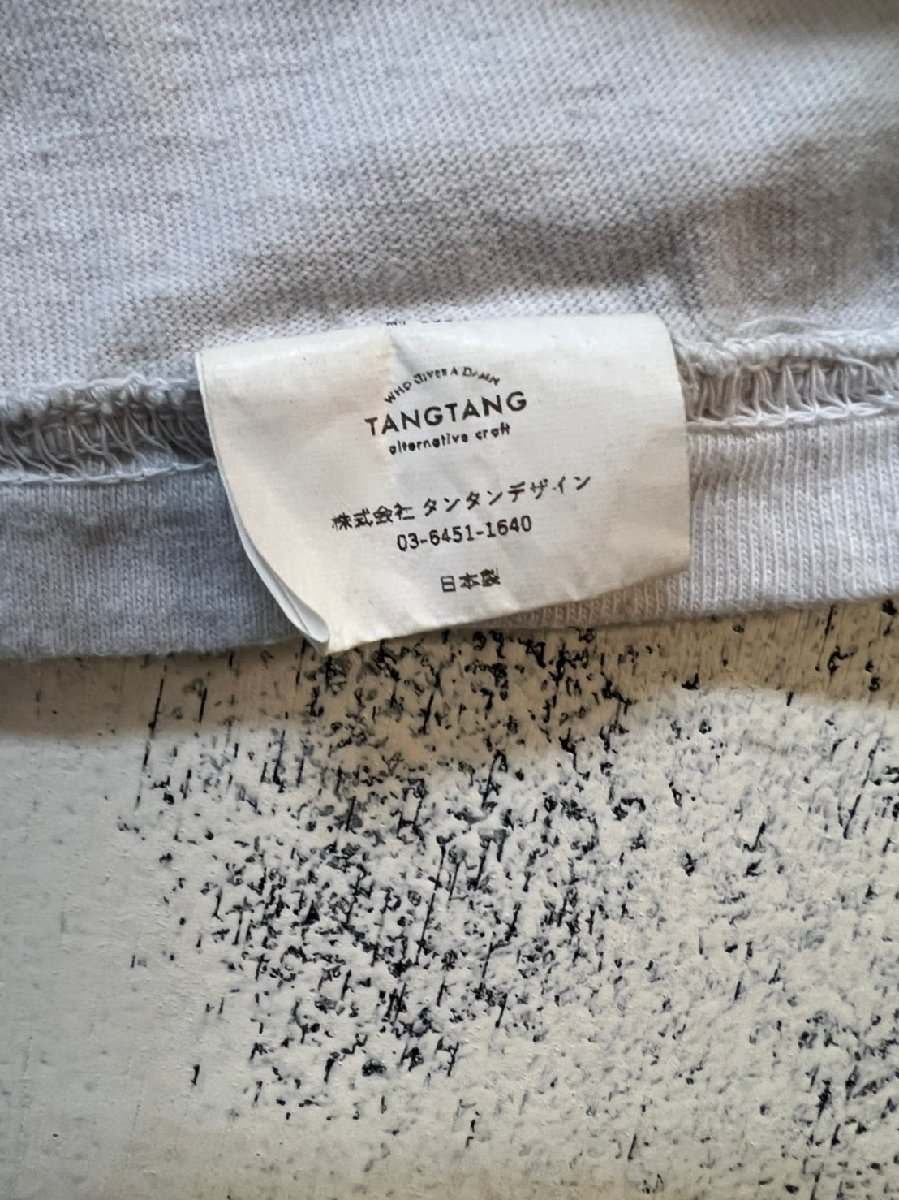 WHO GIVES A DAMN
TANGTANG
alternative craft
株式会社 タンタンデザイン
03-6451-1640
日本製